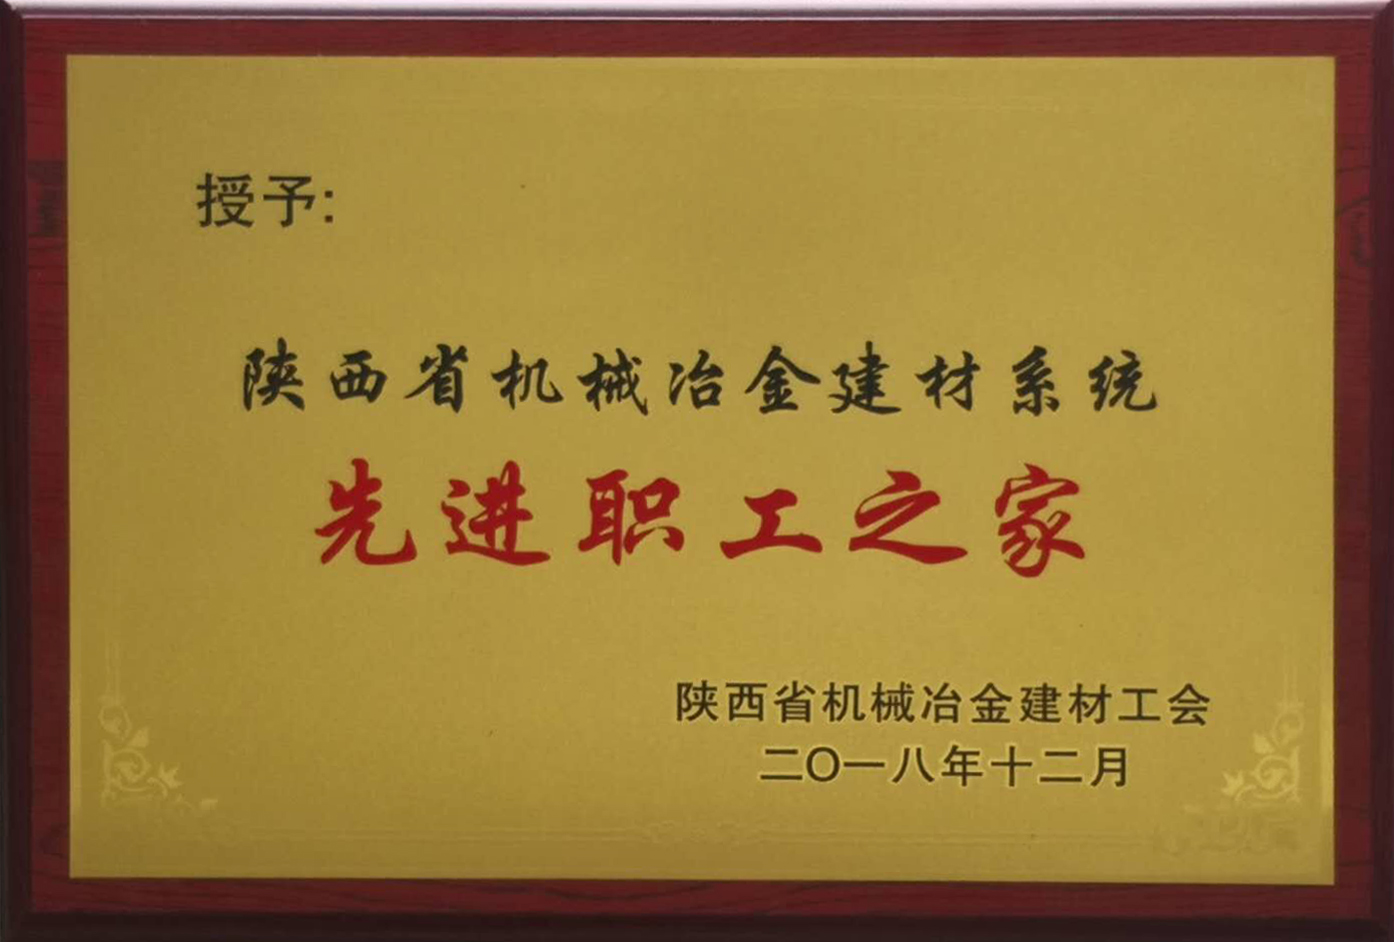 授予:
陕西省机械冶金建材系统
先进职工之家
陕西省机械冶金建材工会
二〇一八年十二月